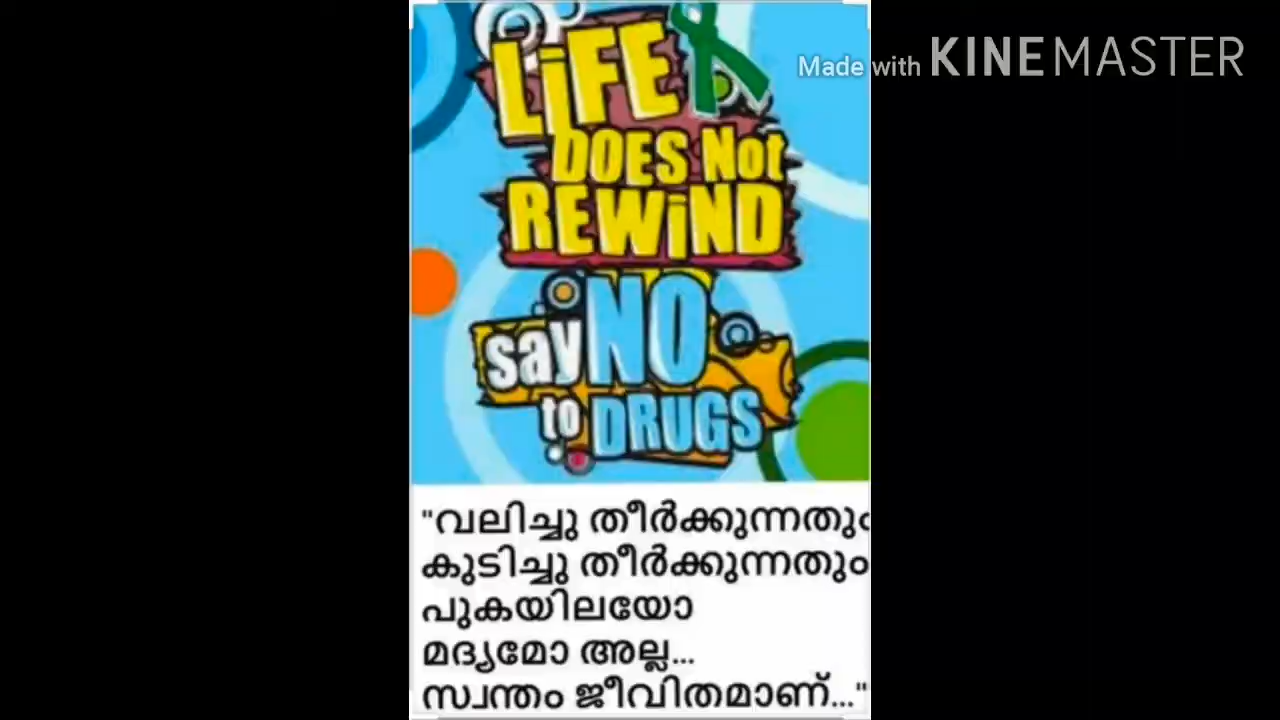 Made with KINEMASTER
LiFE
DOES Not
REWiND
say NO
to DRUGS
"വലിച്ചു തീർക്കുന്നതും
കുടിച്ചു തീർക്കുന്നതും
പുകയിലയോ
മദ്യമോ അല്ല...
സ്വന്തം ജീവിതമാണ്..."